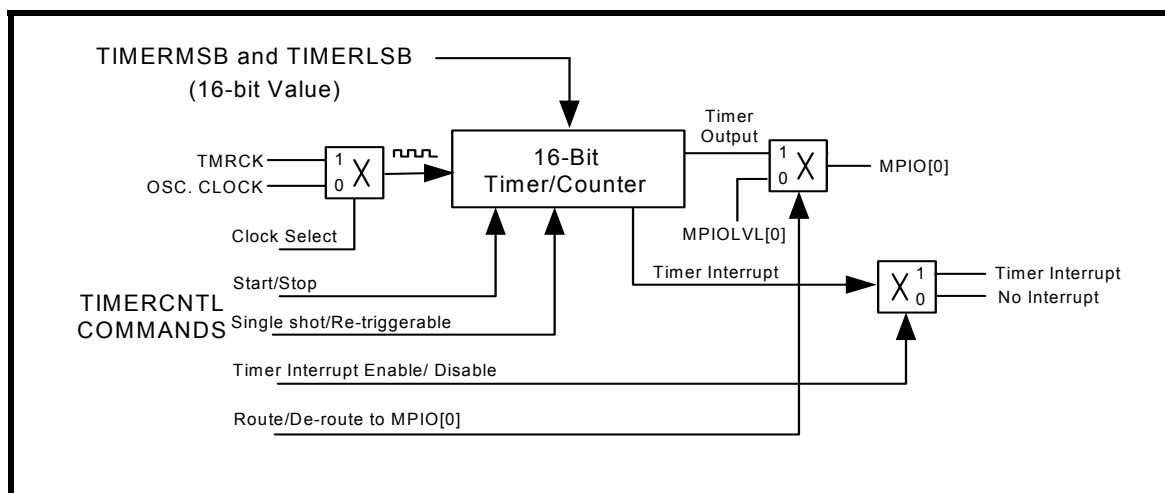 TIMERMSB and TIMERLSB
(16-bit Value)
Timer
Output
TMRCK
OSC. CLOCK
1
0
X
16-Bit
Timer/Counter
1
0
X
MPIO[0]
Clock Select
MPIOLVL[0]
TIMERCNTL
COMMANDS
Start/Stop
Single shot/Re-triggerable
Timer Interrupt
X
1
0
Timer Interrupt
No Interrupt
Timer Interrupt Enable/ Disable
Route/De-route to MPIO[0]